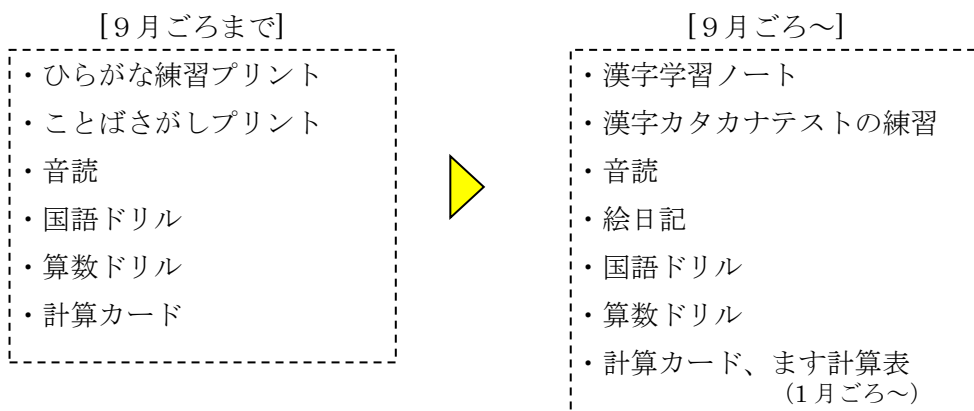 [９月ごろまで]
・ひらがな練習プリント
・ことばさがしプリント
・音読
・国語ドリル
・算数ドリル
・計算カード
[９月ごろ～]
・漢字学習ノート
・漢字カタカナテストの練習
・音読
・絵日記
・国語ドリル
・算数ドリル
・計算カード、ます計算表
（1 月ごろ～）